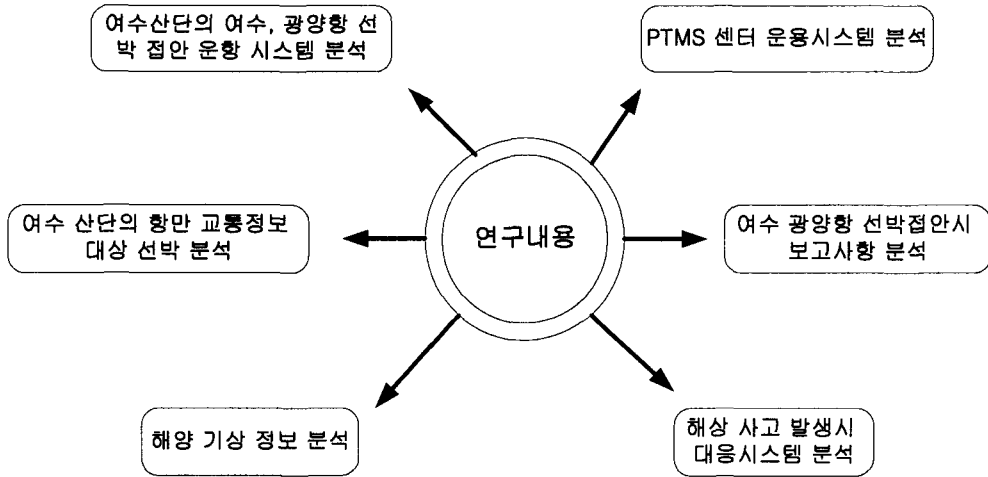 여수산단의 여수, 광양항 선
박 접안 운항 시스템 분석
PTMS 센터 운용시스템 분석
여수 산단의 항만 교통정보
대상 선박 분석
연구내용
여수 광양항 선박접안시
보고사항 분석
해양 기상 정보 분석
해상 사고 발생시
대응시스템 분석